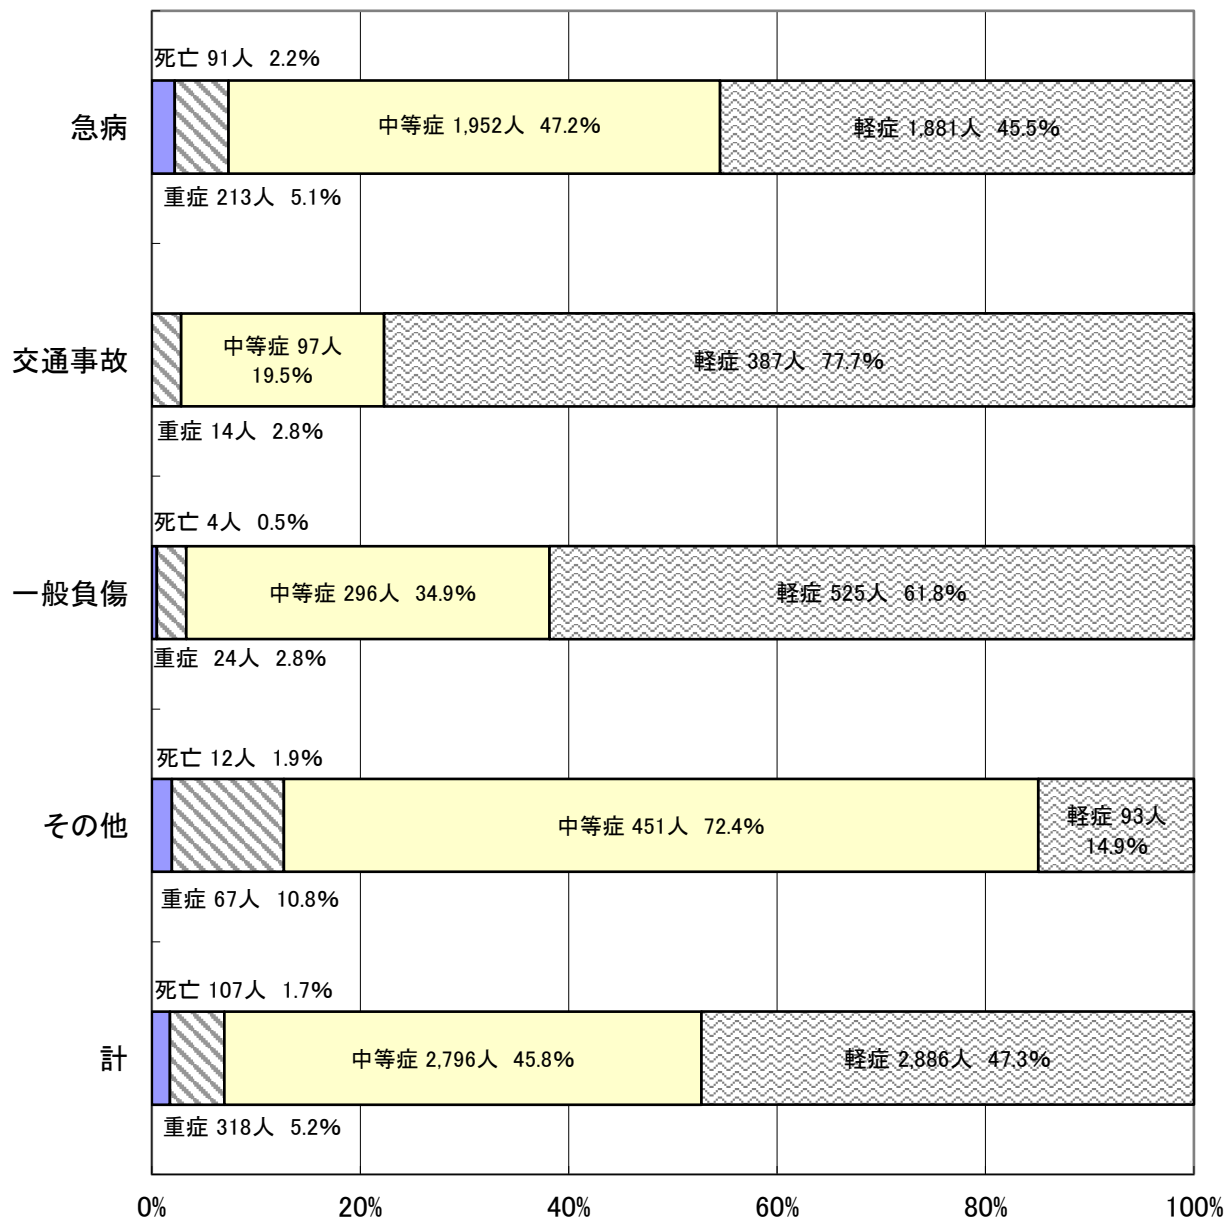 死亡 91人 2.2%
急病
中等症 1,952人 47.2%
軽症 1,881人 45.5%
重症 213人 5.1%
交通事故
中等症 97人
19.5%
軽症 387人 77.7%
重症 14人 2.8%
死亡 4人 0.5%
一般負傷
中等症 296人 34.9%
軽症 525人 61.8%
重症 24人 2.8%
死亡 12人 1.9%
その他
中等症 451人 72.4%
軽症 93人
14.9%
重症 67人 10.8%
死亡 107人 1.7%
計
中等症 2,796人 45.8%
軽症 2,886人 47.3%
重症 318人 5.2%
0% 20% 40% 60% 80% 100%